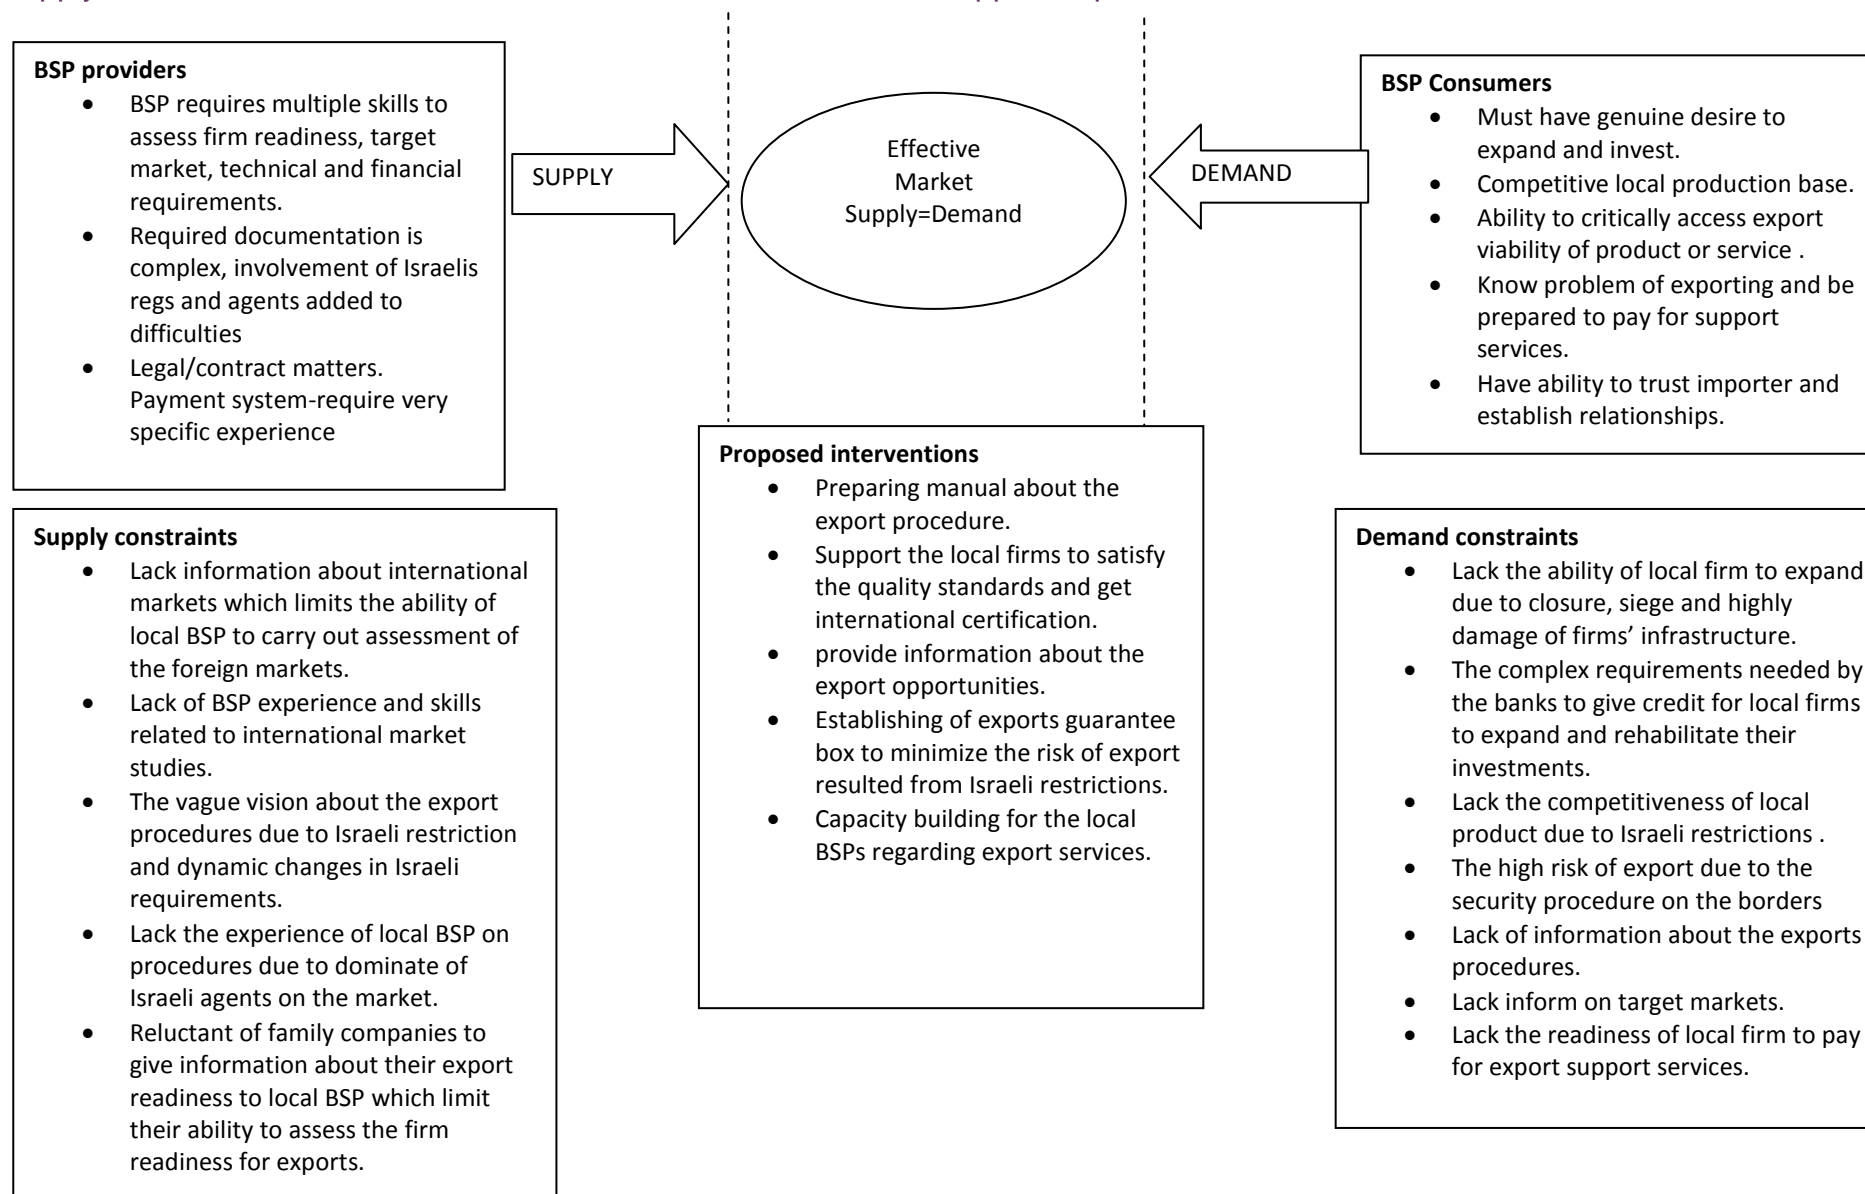 BSP providers
• BSP requires multiple skills to
assess firm readiness, target
market, technical and financial
requirements.
• Required documentation is
complex, involvement of Israelis
regs and agents added to
difficulties
• Legal/contract matters.
Payment system-require very
specific experience
SUPPLY
Effective
Market
Supply=Demand
DEMAND
BSP Consumers
• Must have genuine desire to
expand and invest.
• Competitive local production base.
• Ability to critically access export
viability of product or service .
• Know problem of exporting and be
prepared to pay for support
services.
• Have ability to trust importer and
establish relationships.
Supply constraints
• Lack information about international
markets which limits the ability of
local BSP to carry out assessment of
the foreign markets.
• Lack of BSP experience and skills
related to international market
studies.
• The vague vision about the export
procedures due to Israeli restriction
and dynamic changes in Israeli
requirements.
• Lack the experience of local BSP on
procedures due to dominate of
Israeli agents on the market.
• Reluctant of family companies to
give information about their export
readiness to local BSP which limit
their ability to assess the firm
readiness for exports.
Proposed interventions
• Preparing manual about the
export procedure.
• Support the local firms to satisfy
the quality standards and get
international certification.
• provide information about the
export opportunities.
• Establishing of exports guarantee
box to minimize the risk of export
resulted from Israeli restrictions.
• Capacity building for the local
BSPs regarding export services.
Demand constraints
• Lack the ability of local firm to expand
due to closure, siege and highly
damage of firms’ infrastructure.
• The complex requirements needed by
the banks to give credit for local firms
to expand and rehabilitate their
investments.
• Lack the competitiveness of local
product due to Israeli restrictions .
• The high risk of export due to the
security procedure on the borders
• Lack of information about the exports
procedures.
• Lack inform on target markets.
• Lack the readiness of local firm to pay
for export support services.